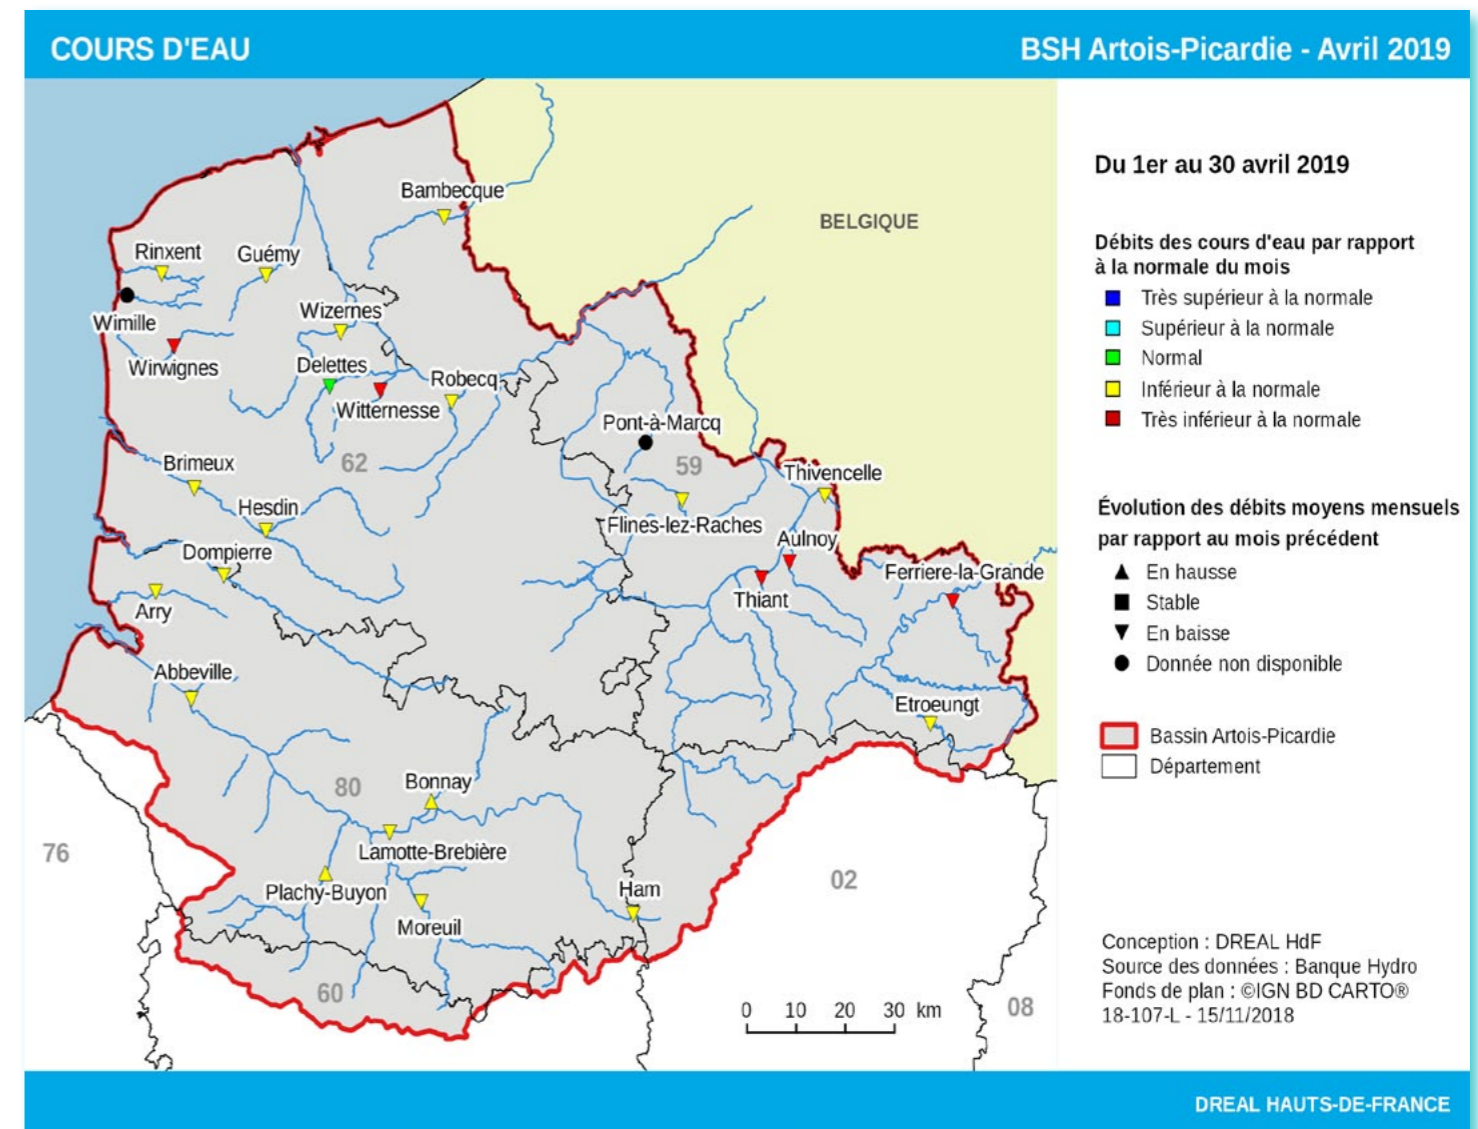 COURS D'EAU
BSH Artois-Picardie - Avril 2019
Bambecque
BELGIQUE
Rinxent
Guémy
Wizernes
Wimille
Wirwignes
Delettes
Robecq
Witternesse
Pont-à-Marcq
62
59
Brimeux
Thivencelle
Hesdin
Flines-lez-Raches
Aulnoy
Dompierre
Ferriere-la-Grande
Thiant
Arry
Abbeville
Etroeungt
Bonnay
80
76
Lamotte-Brebière
02
Plachy-Buyon
Ham
Moreuil
60
08
0 10 20 30 km
Du 1er au 30 avril 2019
Débits des cours d'eau par rapport
à la normale du mois
Très supérieur à la normale
Supérieur à la normale
Normal
Inférieur à la normale
Très inférieur à la normale
Évolution des débits moyens mensuels
par rapport au mois précédent
En hausse
Stable
En baisse
Donnée non disponible
Bassin Artois-Picardie
Département
Conception : DREAL HdF
Source des données : Banque Hydro
Fonds de plan : ©IGN BD CARTO®
18-107-L - 15/11/2018
DREAL HAUTS-DE-FRANCE